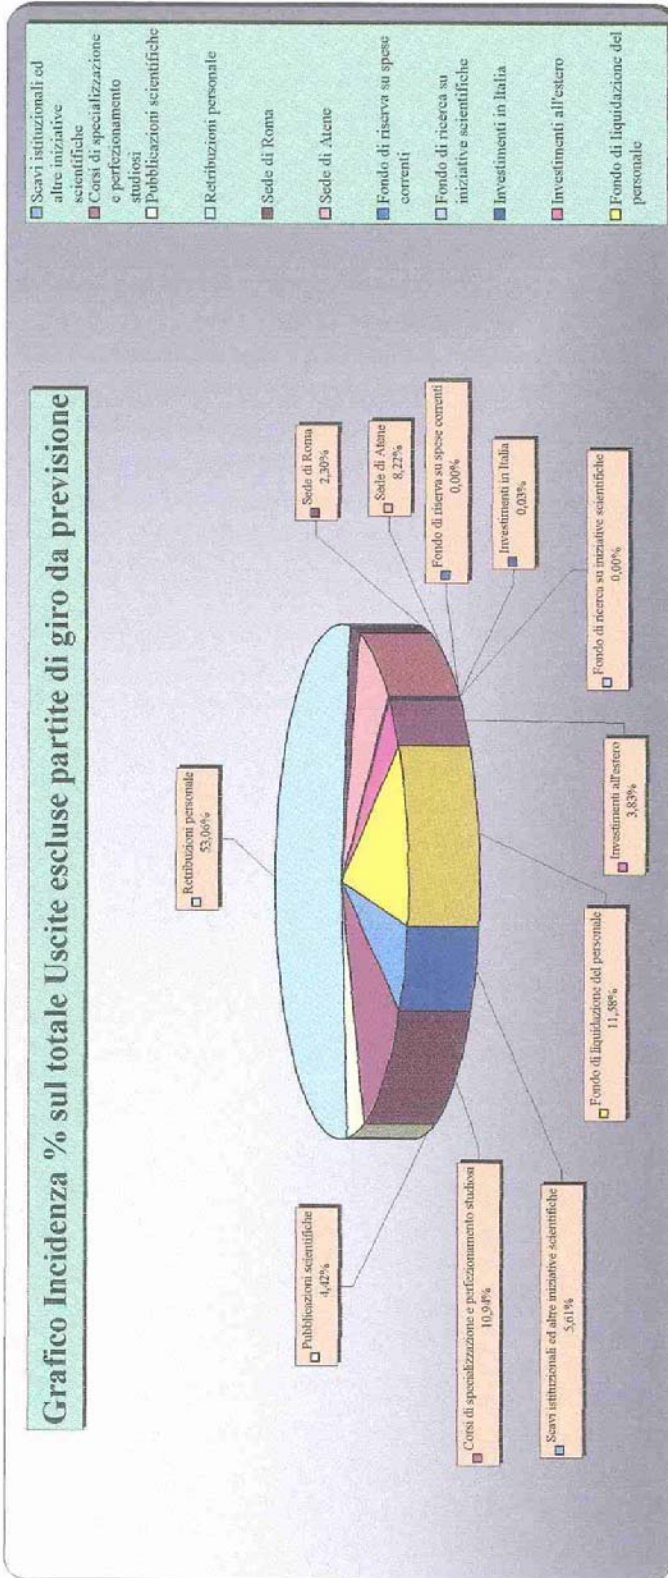 Grafico Incidenza % sul totale Uscite escluse partite di giro da previsione
Retribuzioni personale
53,06%
Pubblicazioni scientifiche
4,42%
Corsi di specializzazione e perfezionamento studiosi
10,94%
Scavi istituzionali ed altre iniziative scientifiche
5,61%
Fondo di liquidazione del personale
11,58%
Investimenti all'estero
3,83%
Fondo di ricerca su iniziative scientifiche
0,00%
Investimenti in Italia
0,03%
Fondo di riserva su spese correnti
0,00%
Sede di Atene
8,22%
Sede di Roma
2,30%
Scavi istituzionali ed
altre iniziative
scientifiche
Corsi di specializzazione
e perfezionamento
studiosi
Pubblicazioni scientifiche
Retribuzioni personale
Sede di Roma
Sede di Atene
Fondo di riserva su spese
correnti
Fondo di ricerca su
iniziative scientifiche
Investimenti in Italia
Investimenti all'estero
Fondo di liquidazione del
personale